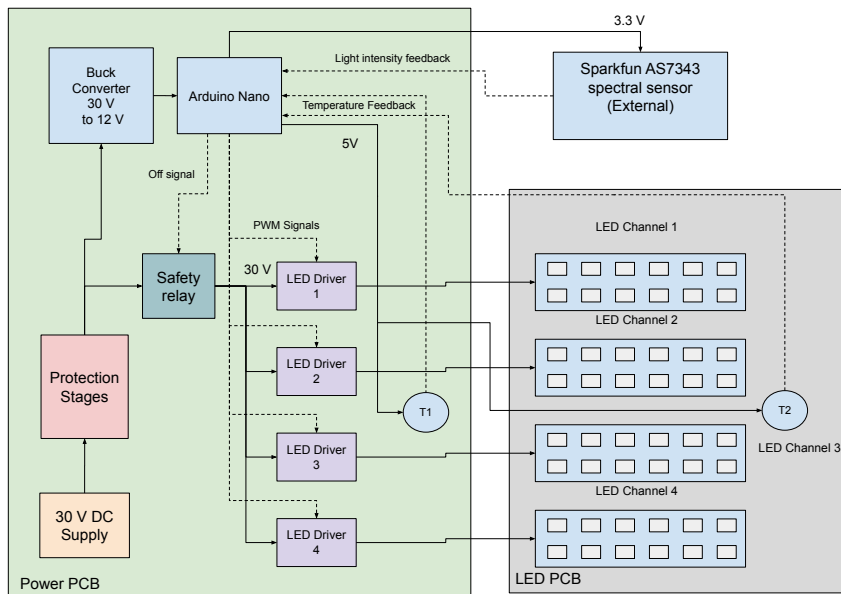 3.3 V
Buck
Converter
30 V
to 12 V
Arduino Nano
Light intensity feedback
Temperature Feedback
5V
Sparkfun AS7343
spectral sensor
(External)
Off signal
PWM Signals
LED Channel 1
Safety
relay
30 V
LED Driver
1
LED Channel 2
Protection
Stages
LED Driver
2
T1
T2
LED Driver
3
LED Channel 3
LED Channel 4
30 V DC
Supply
LED Driver
4
Power PCB
LED PCB